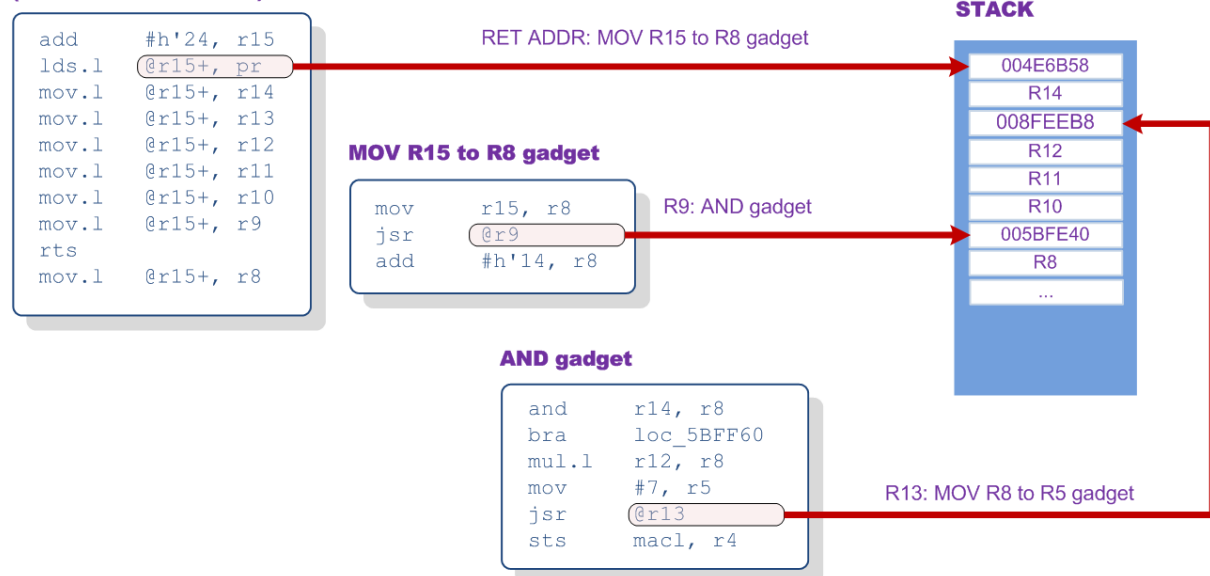 add #h'24, r15
lds.l @r15+, pr
mov.l @r15+, r14
mov.l @r15+, r13
mov.l @r15+, r12
mov.l @r15+, r11
mov.l @r15+, r10
mov.l @r15+, r9
rts
mov.l @r15+, r8
RET ADDR: MOV R15 to R8 gadget
MOV R15 to R8 gadget
mov r15, r8
jsr @r9
add #h'14, r8
R9: AND gadget
AND gadget
and r14, r8
bra loc_5BFF60
mul.l r12, r8
mov #7, r5
jsr @r13
sts macl, r4
R13: MOV R8 to R5 gadget
STACK
004E6B58
R14
008FEEB8
R12
R11
R10
005BFE40
R8
...